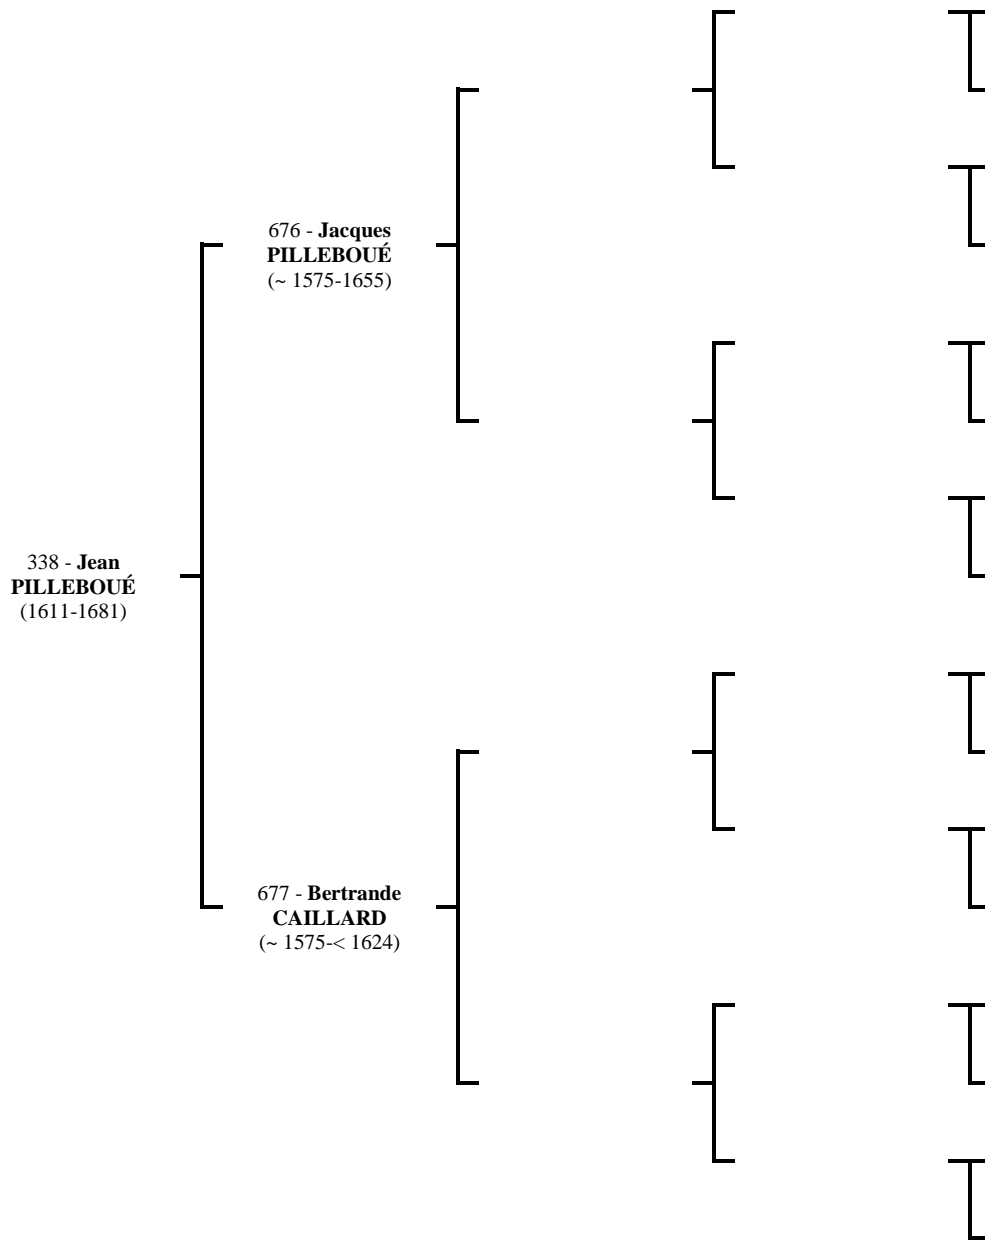 676 - Jacques
PILLEBOUÉ
(~ 1575-1655)
338 - Jean
PILLEBOUÉ
(1611-1681)
677 - Bertrande
CAILLARD
(~ 1575-< 1624)